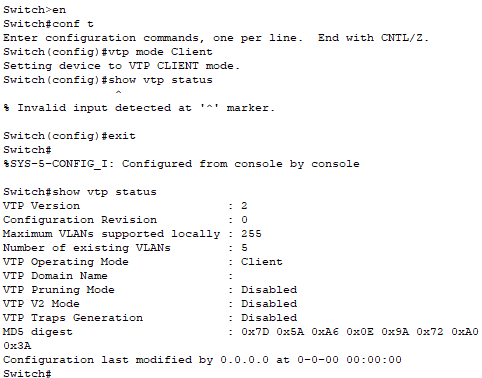 Switch>en
Switch#conf t
Enter configuration commands, one per line.  End with CNTL/Z.
Switch(config)#vtp mode Client
Setting device to VTP CLIENT mode.
Switch(config)#show vtp status
                ^
% Invalid input detected at '^' marker.

Switch(config)#exit
Switch#
%SYS-5-CONFIG_I: Configured from console by console

Switch#show vtp status
VTP Version                     : 2
Configuration Revision          : 0
Maximum VLANs supported locally : 255
Number of existing VLANs        : 5
VTP Operating Mode              : Client
VTP Domain Name                 :
VTP Pruning Mode                : Disabled
VTP V2 Mode                     : Disabled
VTP Traps Generation            : Disabled
MD5 digest                      : 0x7D 0x5A 0xA6 0x0E 0x9A 0x72 0xA0
0x3A
Configuration last modified by 0.0.0.0 at 0-0-00 00:00:00
Switch#